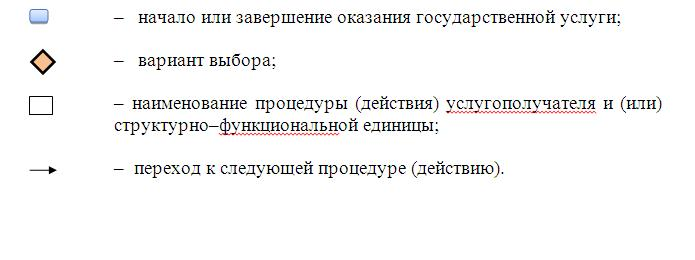 – начало или завершение оказания государственной услуги;
– вариант выбора;
– наименование процедуры (действия) услугополучателя и (или)
структурно–функциональной единицы;
– переход к следующей процедуре (действию).